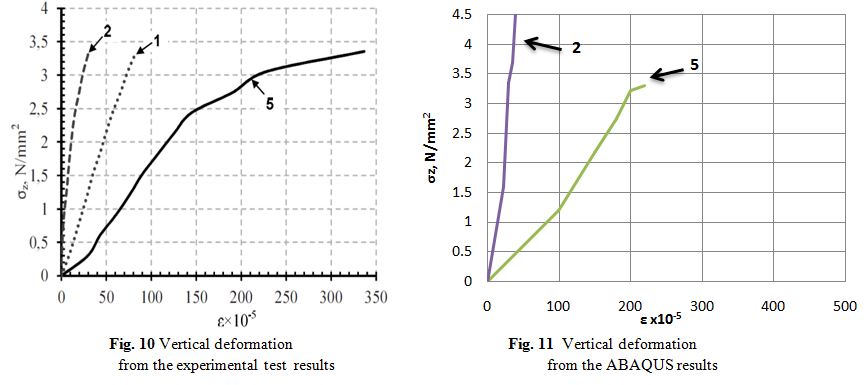 4
3.5
3
2.5
2
1.5
1
0.5
0
σz, N/mm²
2
1
5
0 50 100 150 200 250 300 350
ε×10⁻⁵
Fig. 10 Vertical deformation
from the experimental test results
4.5
4
3.5
3
2.5
2
1.5
1
0.5
0
σz, N/mm²
2
5
0 100 200 300 400 500
ε x10⁻⁵
Fig. 11 Vertical deformation
from the ABAQUS results